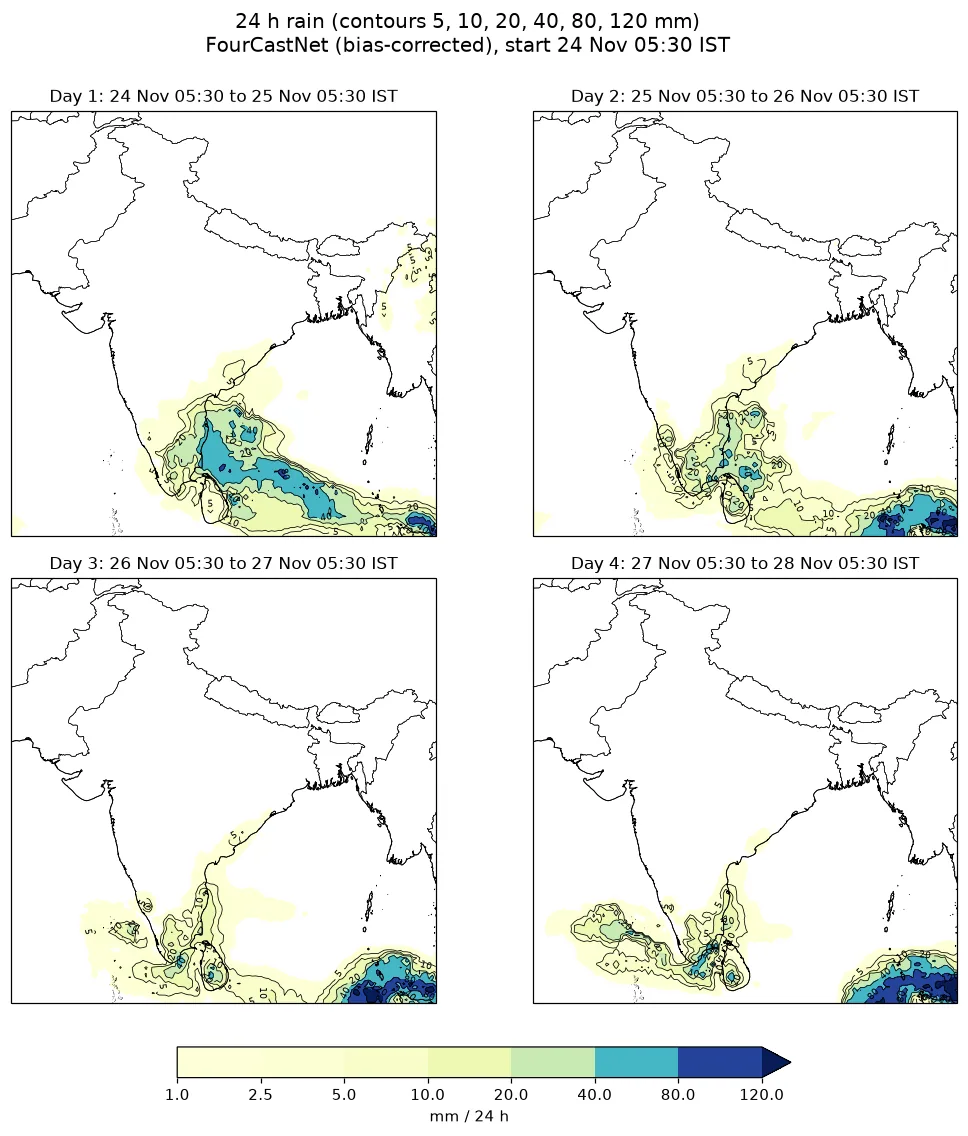 24 h rain (contours 5, 10, 20, 40, 80, 120 mm)
FourCastNet (bias-corrected), start 24 Nov 05:30 IST
Day 1: 24 Nov 05:30 to 25 Nov 05:30 IST
Day 2: 25 Nov 05:30 to 26 Nov 05:30 IST
Day 3: 26 Nov 05:30 to 27 Nov 05:30 IST
Day 4: 27 Nov 05:30 to 28 Nov 05:30 IST
1.0 2.5 5.0 10.0 20.0 40.0 80.0 120.0
mm / 24 h